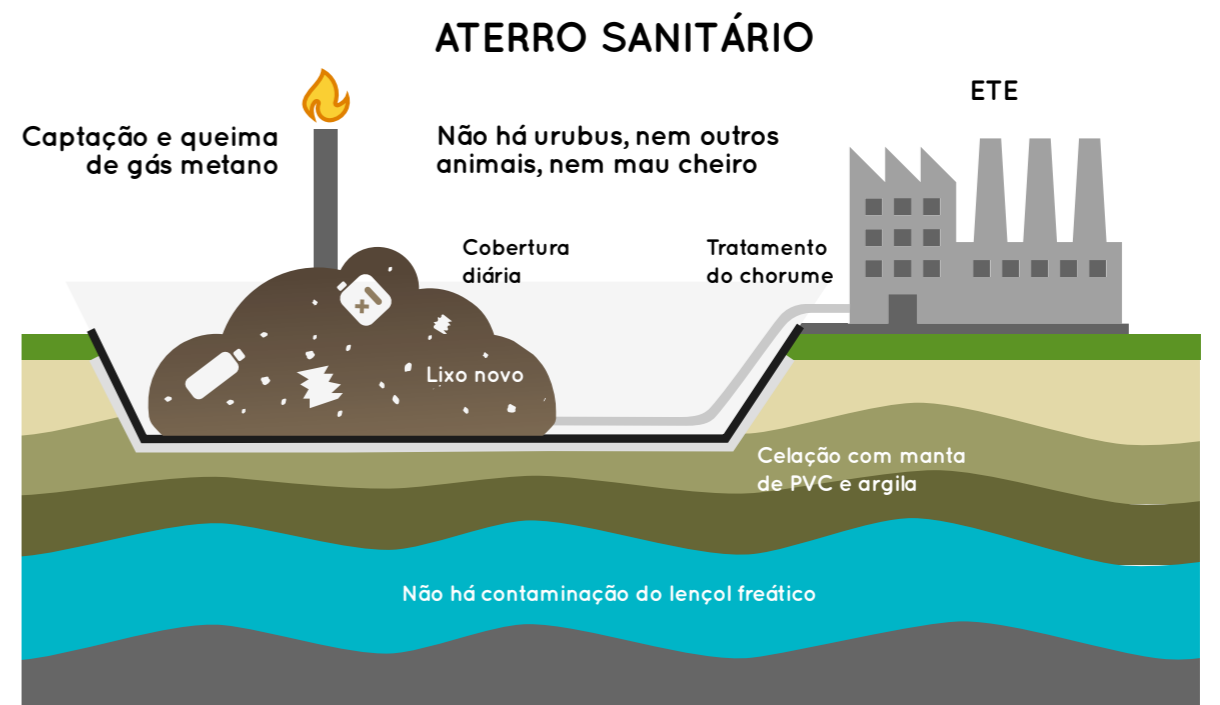 ATERRO SANITÁRIO
ETE
Captação e queima
de gás metano
Não há urubus, nem outros
animais, nem mau cheiro
Cobertura
diária
Tratamento
do chorume
Lixo novo
Celação com manta
de PVC e argila
Não há contaminação do lençol freático